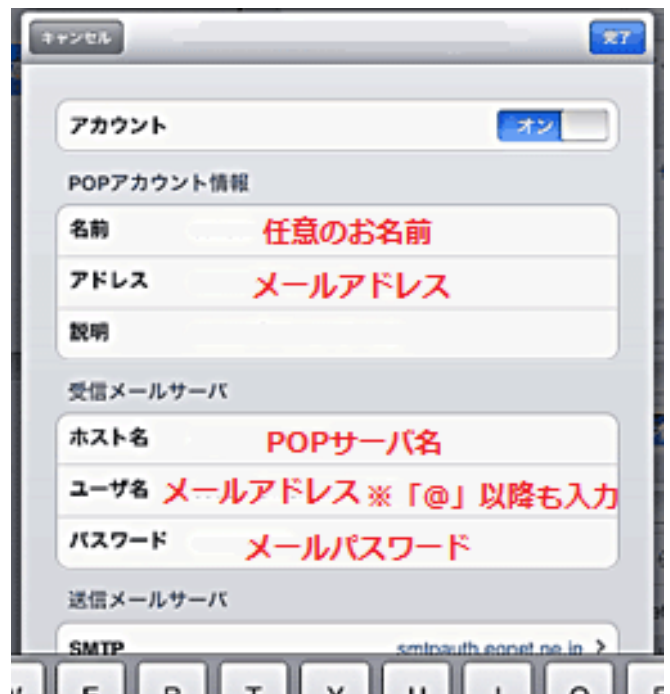 キャンセル 完了
アカウント オン
POPアカウント情報
名前 任意のお名前
アドレス メールアドレス
説明
受信メールサーバ
ホスト名 POPサーバ名
ユーザ名 メールアドレス ※「@」以降も入力
パスワード メールパスワード
送信メールサーバ
SMTP smtpauth.eonet.ne.jp >
E R T Y U I O